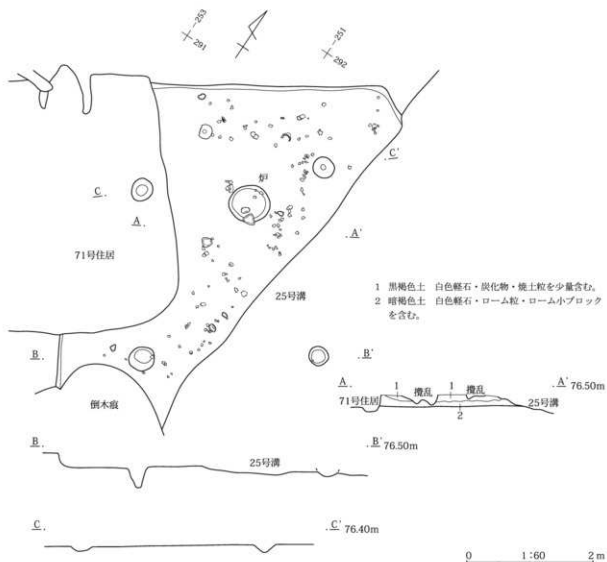 -253
291
-251
292
炉
C'
C
A
A'
71号住居
25号溝
1 黒褐色土 白色軽石・炭化物・焼土粒を少量含む。
2 暗褐色土 白色軽石・ローム粒・ローム小ブロック
を含む。
B
B'
倒木痕
A
1
攪乱
1
攪乱
A' 76.50m
71号住居
25号溝
2
B
B' 76.50m
25号溝
C
C' 76.40m
0 1:60 2m